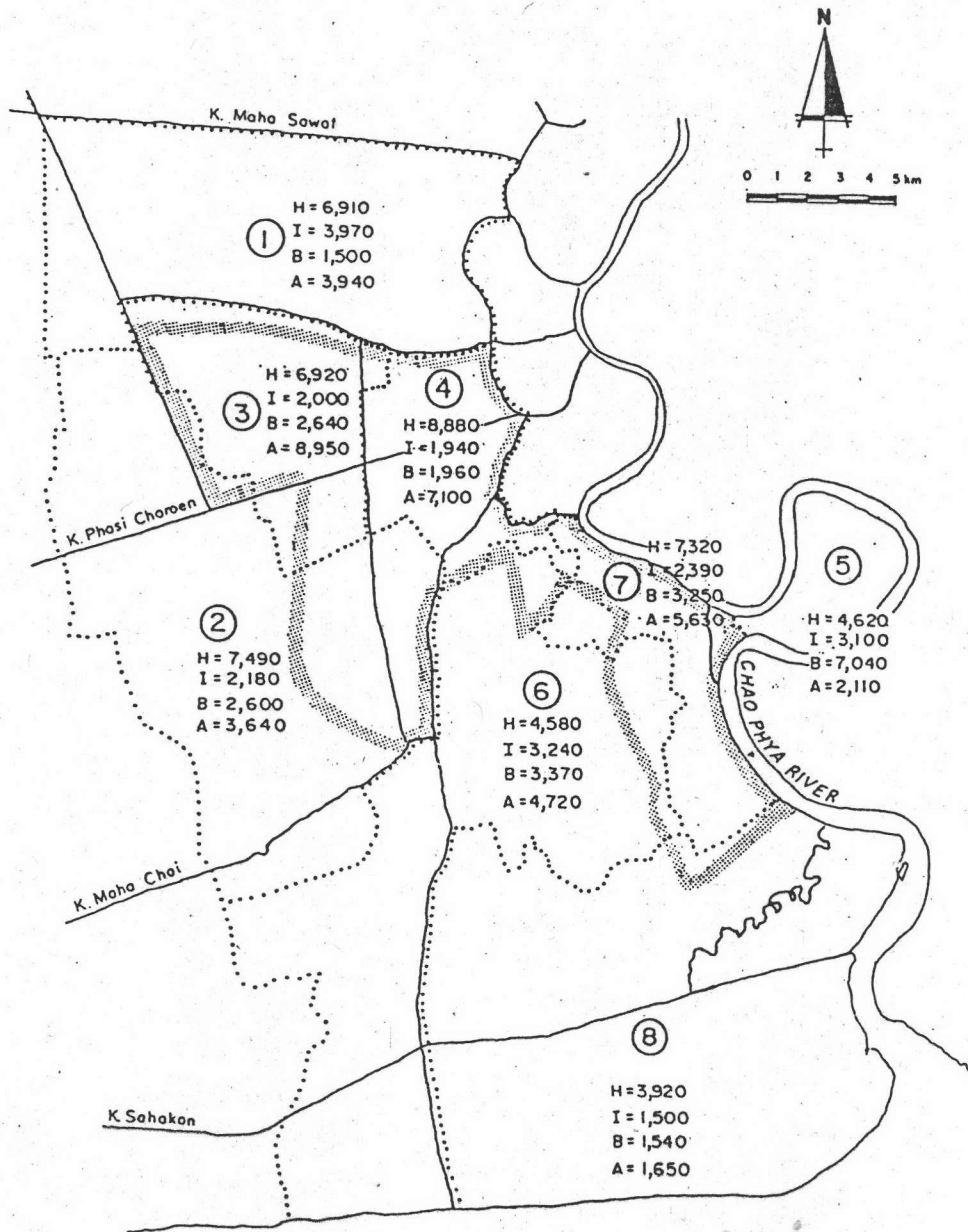 N
0 1 2 3 4 5 km
K. Maha Sawat
1
H = 6,910
I = 3,970
B = 1,500
A = 3,940
3
H = 6,920
I = 2,000
B = 2,640
A = 8,950
4
H = 8,880
I = 1,940
B = 1,960
A = 7,100
K. Phasi Charoen
7
H = 7,320
I = 2,390
B = 3,250
A = 5,630
5
H = 4,620
I = 3,100
B = 7,040
A = 2,110
2
H = 7,490
I = 2,180
B = 2,600
A = 3,640
6
H = 4,580
I = 3,240
B = 3,370
A = 4,720
CHAO PHYA RIVER
K. Maha Chai
8
H = 3,920
I = 1,500
B = 1,540
A = 1,650
K. Sahakon